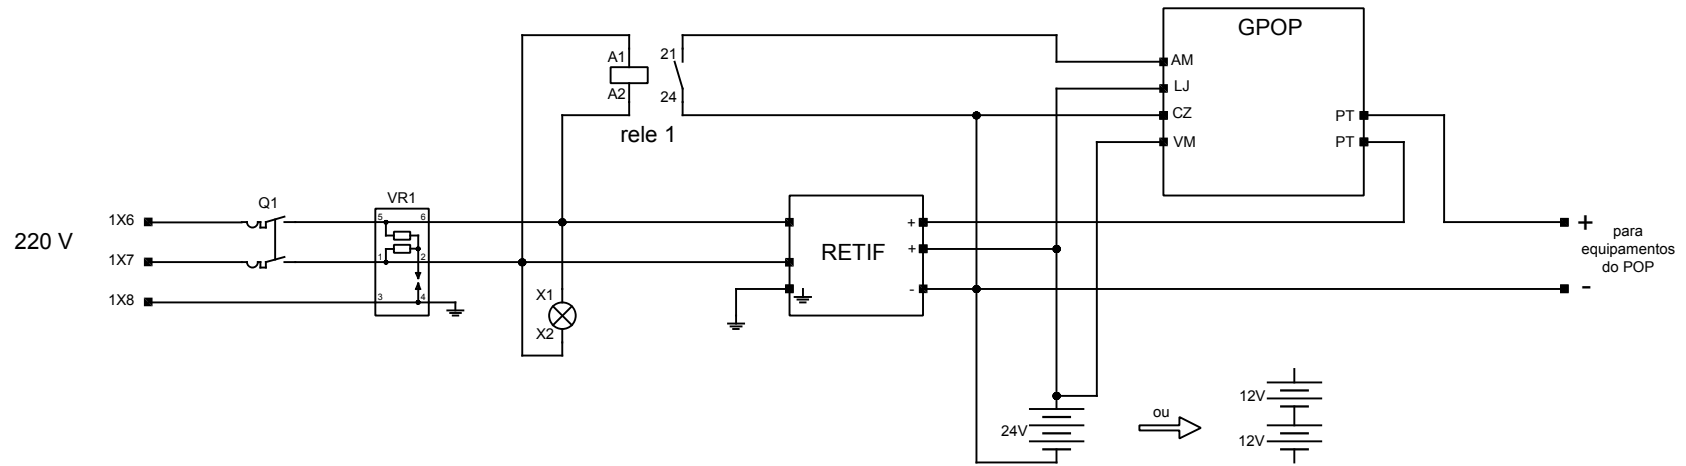 GPOP
A1
21
AM
A2
24
LJ
CZ
PT
rele 1
VM
PT
Q1
VR1
220 V
1X6
5
6
+
+
para
equipamentos
do POP
RETIF
1X7
1
2
+
1X8
3
4
-
-
X1
X2
12V
ou
24V
12V